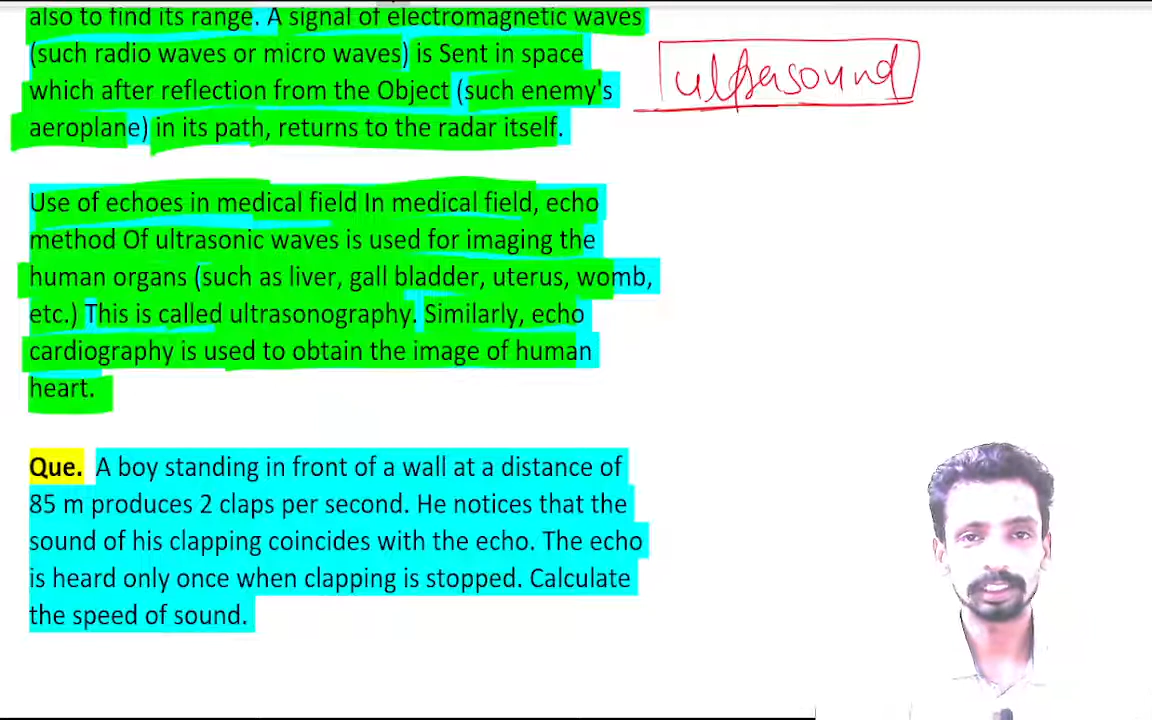 also to find its range. A signal of electromagnetic waves
(such radio waves or micro waves) is Sent in space
which after reflection from the Object (such enemy's
aeroplane) in its path, returns to the radar itself.
ultrasound
Use of echoes in medical field In medical field, echo
method Of ultrasonic waves is used for imaging the
human organs (such as liver, gall bladder, uterus, womb,
etc.) This is called ultrasonography. Similarly, echo
cardiography is used to obtain the image of human
heart.
Que. A boy standing in front of a wall at a distance of
85 m produces 2 claps per second. He notices that the
sound of his clapping coincides with the echo. The echo
is heard only once when clapping is stopped. Calculate
the speed of sound.